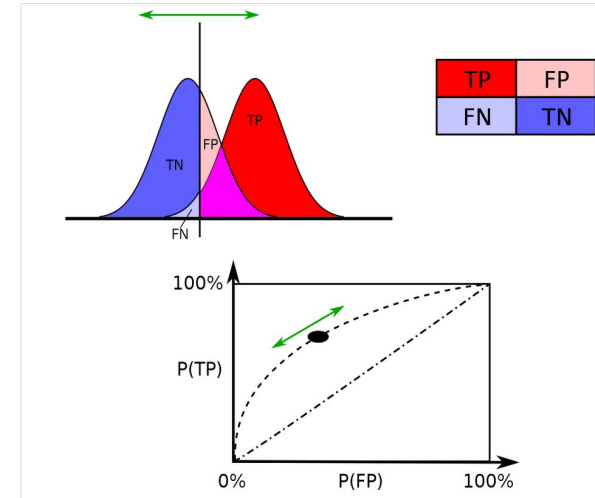 TP FP
FN TN
TP
FP
TN
FN
100%
P(TP)
0% P(FP) 100%